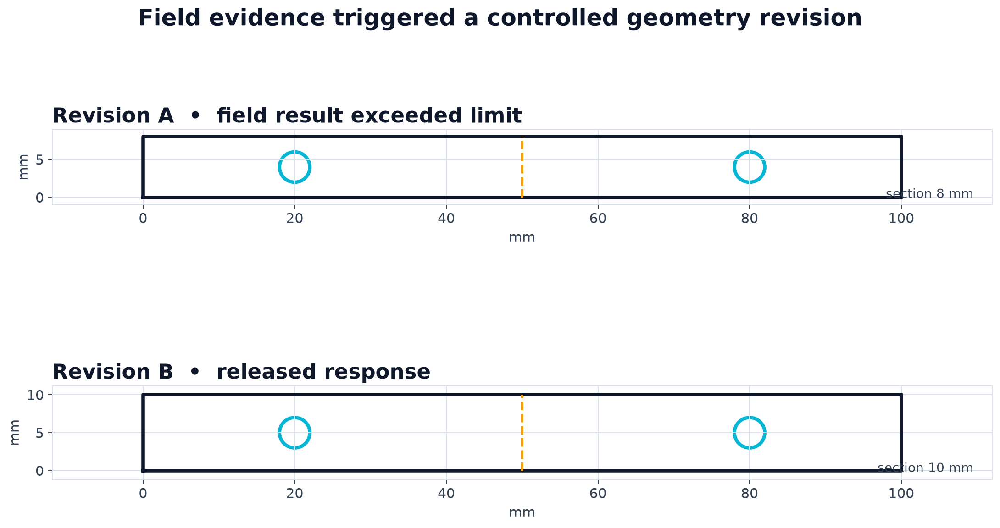 Field evidence triggered a controlled geometry revision
Revision A • field result exceeded limit
mm
5
0
section 8 mm
0 20 40 60 80 100
mm
Revision B • released response
mm
10
5
0
section 10 mm
0 20 40 60 80 100
mm